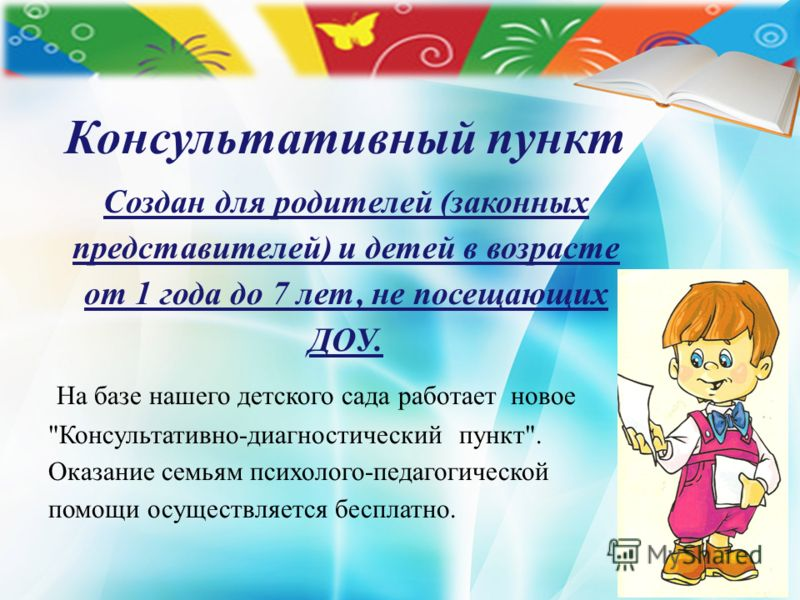 Консультативный пункт
Создан для родителей (законных
представителей) и детей в возрасте
от 1 года до 7 лет, не посещающих
ДОУ.
На базе нашего детского сада работает новое
"Консультативно-диагностический пункт".
Оказание семьям психолого-педагогической
помощи осуществляется бесплатно.
MyShared